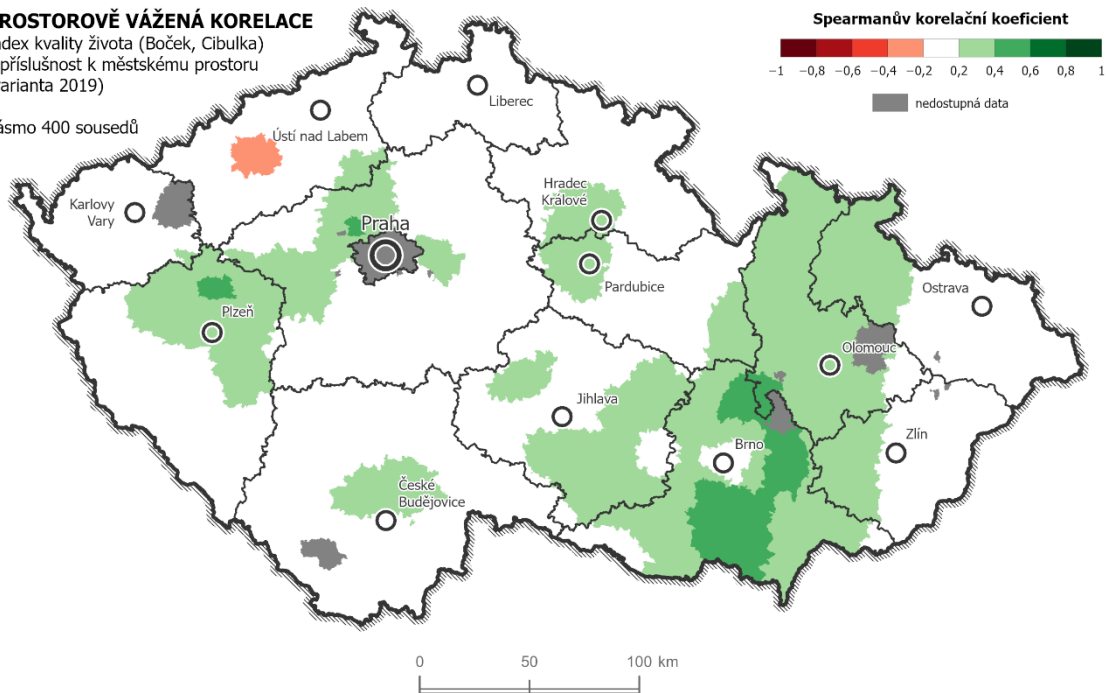 ROSTOROVĚ VÁŽENÁ KORELACE
dex kvality života (Boček, Cibulka)
příslušnost k městskému prostoru
arianta 2019)
ásmo 400 sousedů
Spearmanův korelační koeficient
−1 −0,8 −0,6 −0,4 −0,2 0,2 0,4 0,6 0,8 1
nedostupná data
Liberec
Ústí nad Labem
Karlovy
Vary
Praha
Hradec
Králové
Pardubice
Plzeň
Ostrava
Olomouc
Jihlava
Brno
Zlín
České
Budějovice
0 50 100 km